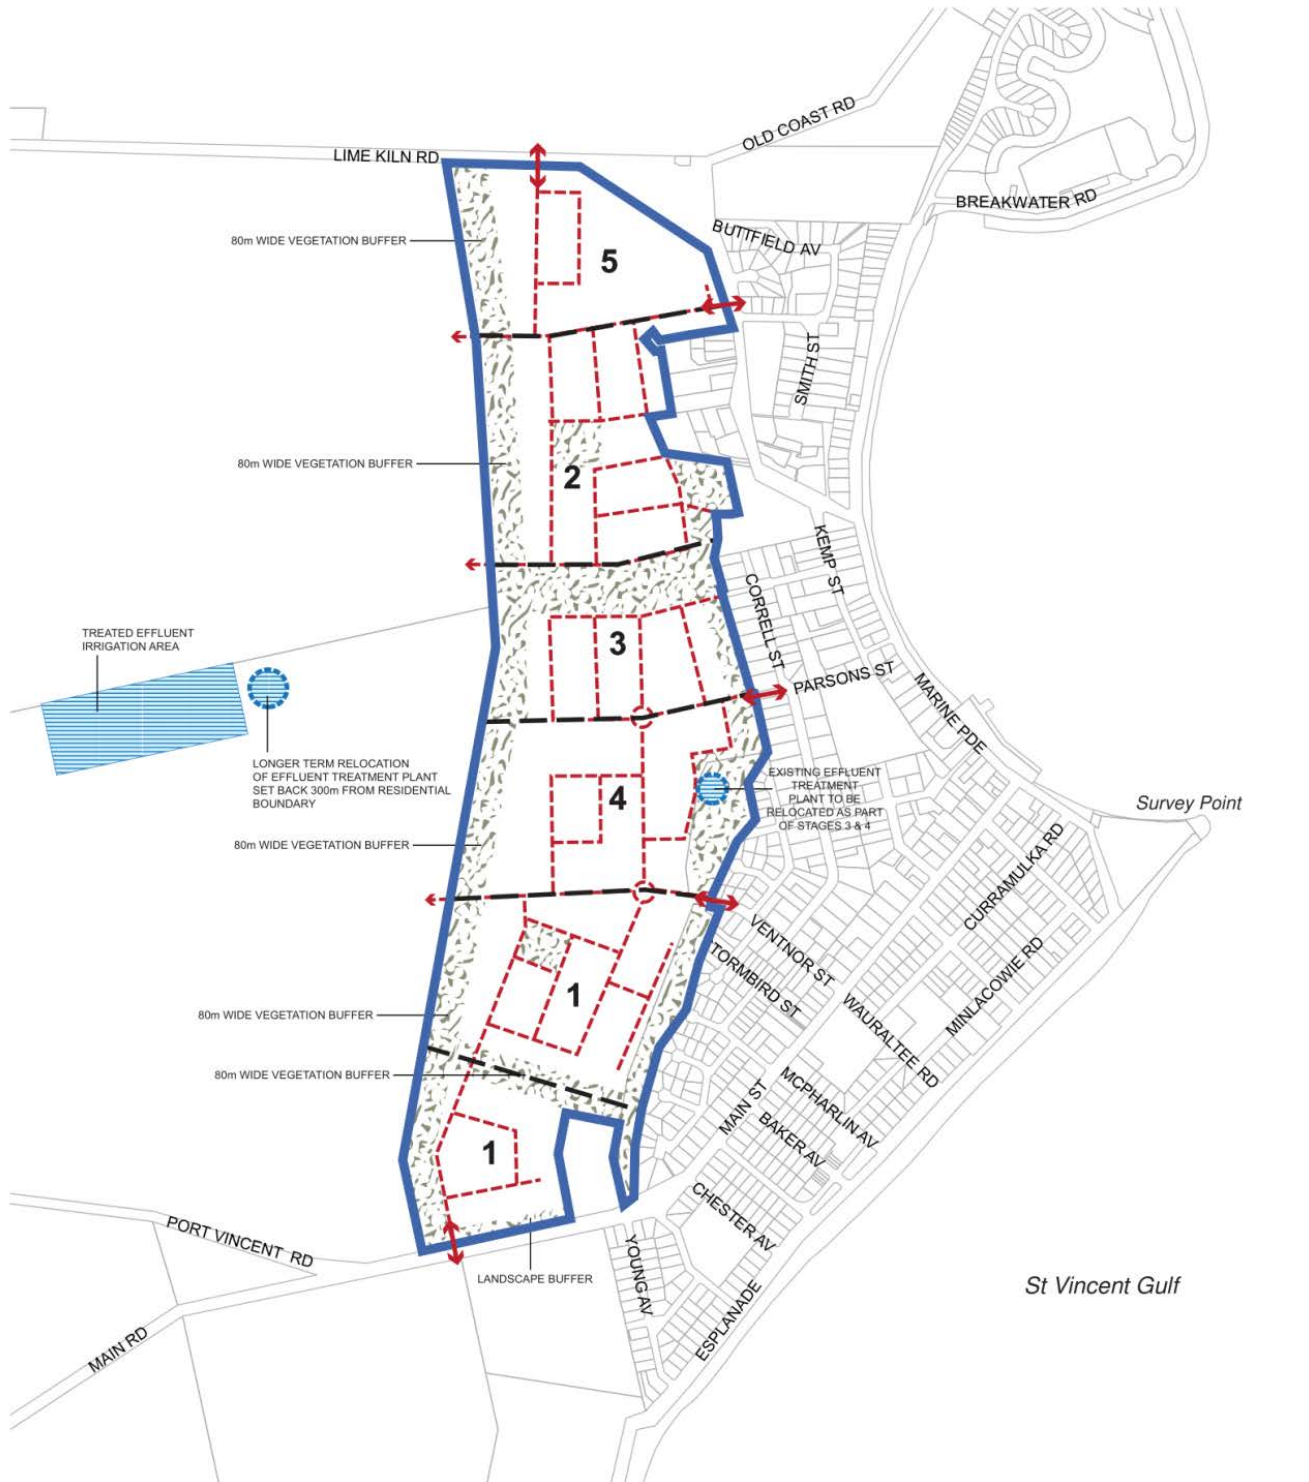 OLD COAST RD
LIME KILN RD
BREAKWATER RD
BUTTFIELD AV
80m WIDE VEGETATION BUFFER
5
SMITH ST
80m WIDE VEGETATION BUFFER
2
KEMP ST
CORRELL ST
TREATED EFFLUENT
IRRIGATION AREA
3
PARSONS ST
MARINE PDE
LONGER TERM RELOCATION
OF EFFLUENT TREATMENT PLANT
SET BACK 300m FROM RESIDENTIAL
BOUNDARY
EXISTING EFFLUENT
TREATMENT
PLANT TO BE
RELOCATED AS PART
OF STAGES 3 & 4
4
Survey Point
80m WIDE VEGETATION BUFFER
CURRAMULKA RD
VENTNOR ST
TORMBIRD ST
MINLACOWIE RD
1
80m WIDE VEGETATION BUFFER
WAURALTEE RD
80m WIDE VEGETATION BUFFER
MAIN ST
MCPHARLIN AV
BAKER AV
1
CHESTER AV
PORT VINCENT RD
YOUNG AV
LANDSCAPE BUFFER
St Vincent Gulf
ESPLANADE
MAIN RD